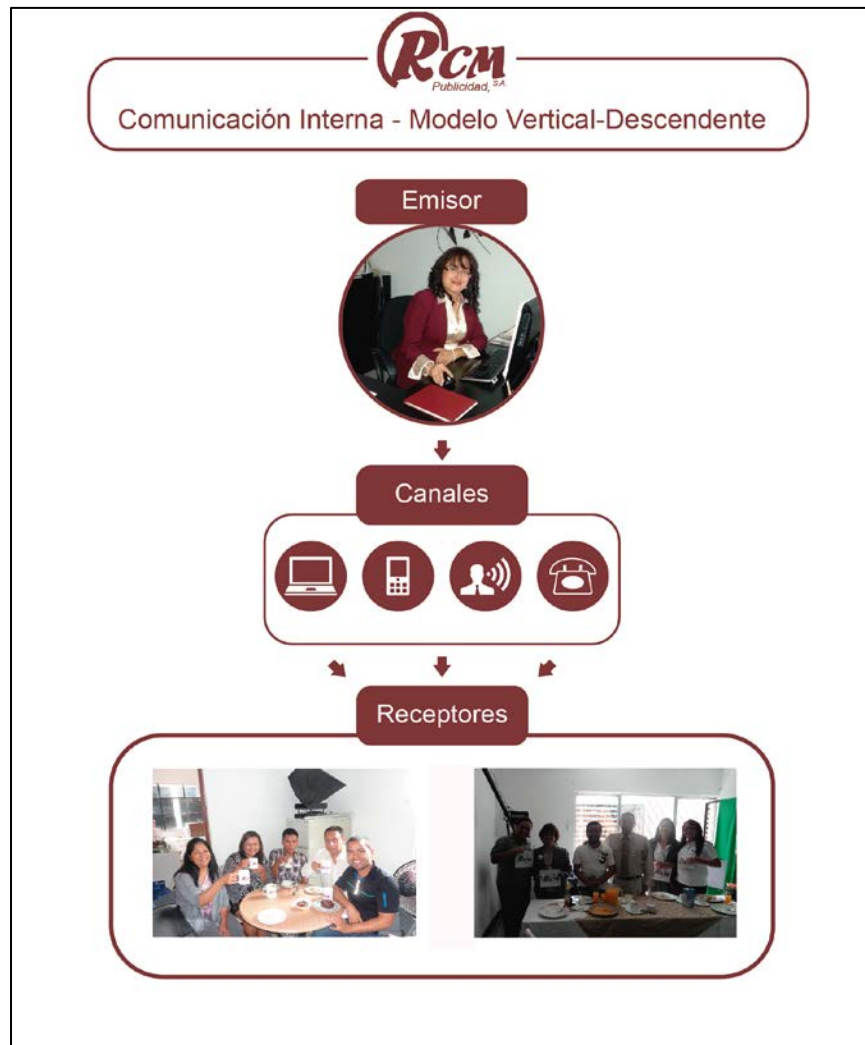 RCM
Publicidad, S.A.
Comunicación Interna - Modelo Vertical-Descendente
Emisor
Canales
Receptores